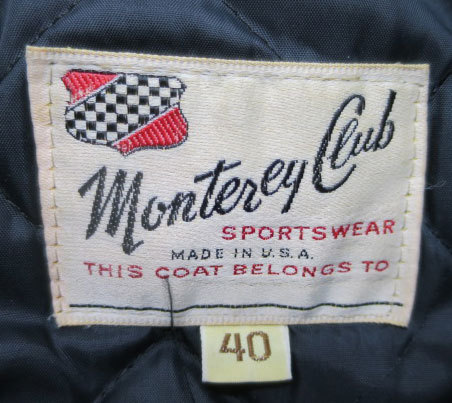 Monterey Club
SPORTSWEAR
MADE IN U.S.A.
THIS COAT BELONGS TO
40